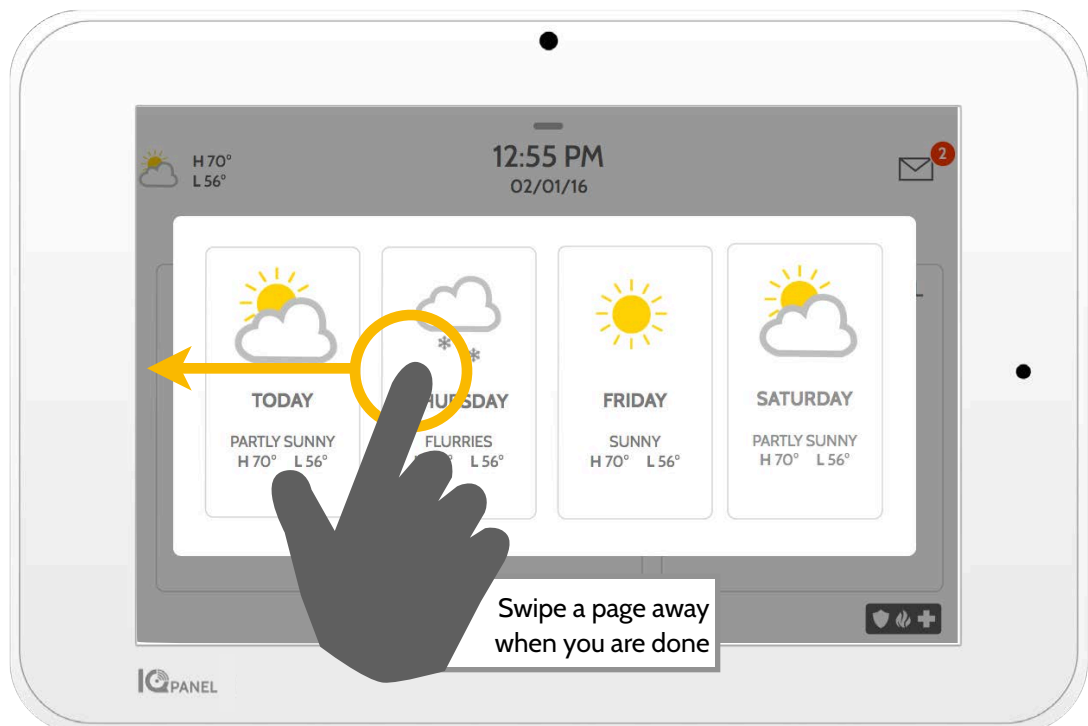 H 70°
L 56°
12:55 PM
02/01/16
2
TODAY
PARTLY SUNNY
H 70° L 56°
FLURRIES
L 56°
FRIDAY
SUNNY
H 70° L 56°
SATURDAY
PARTLY SUNNY
H 70° L 56°
Swipe a page away
when you are done
IQ PANEL